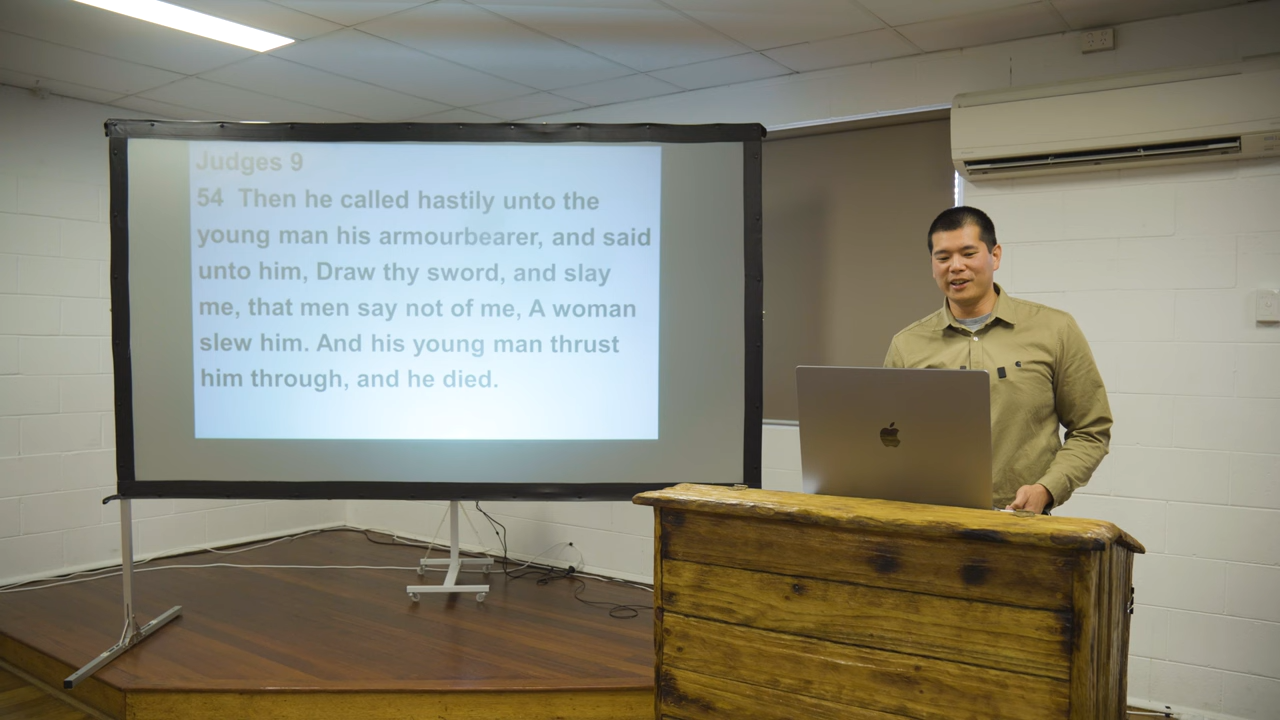 Judges 9
54 Then he called hastily unto the
young man his armourbearer, and said
unto him, Draw thy sword, and slay
me, that men say not of me, A woman
slew him. And his young man thrust
him through, and he died.